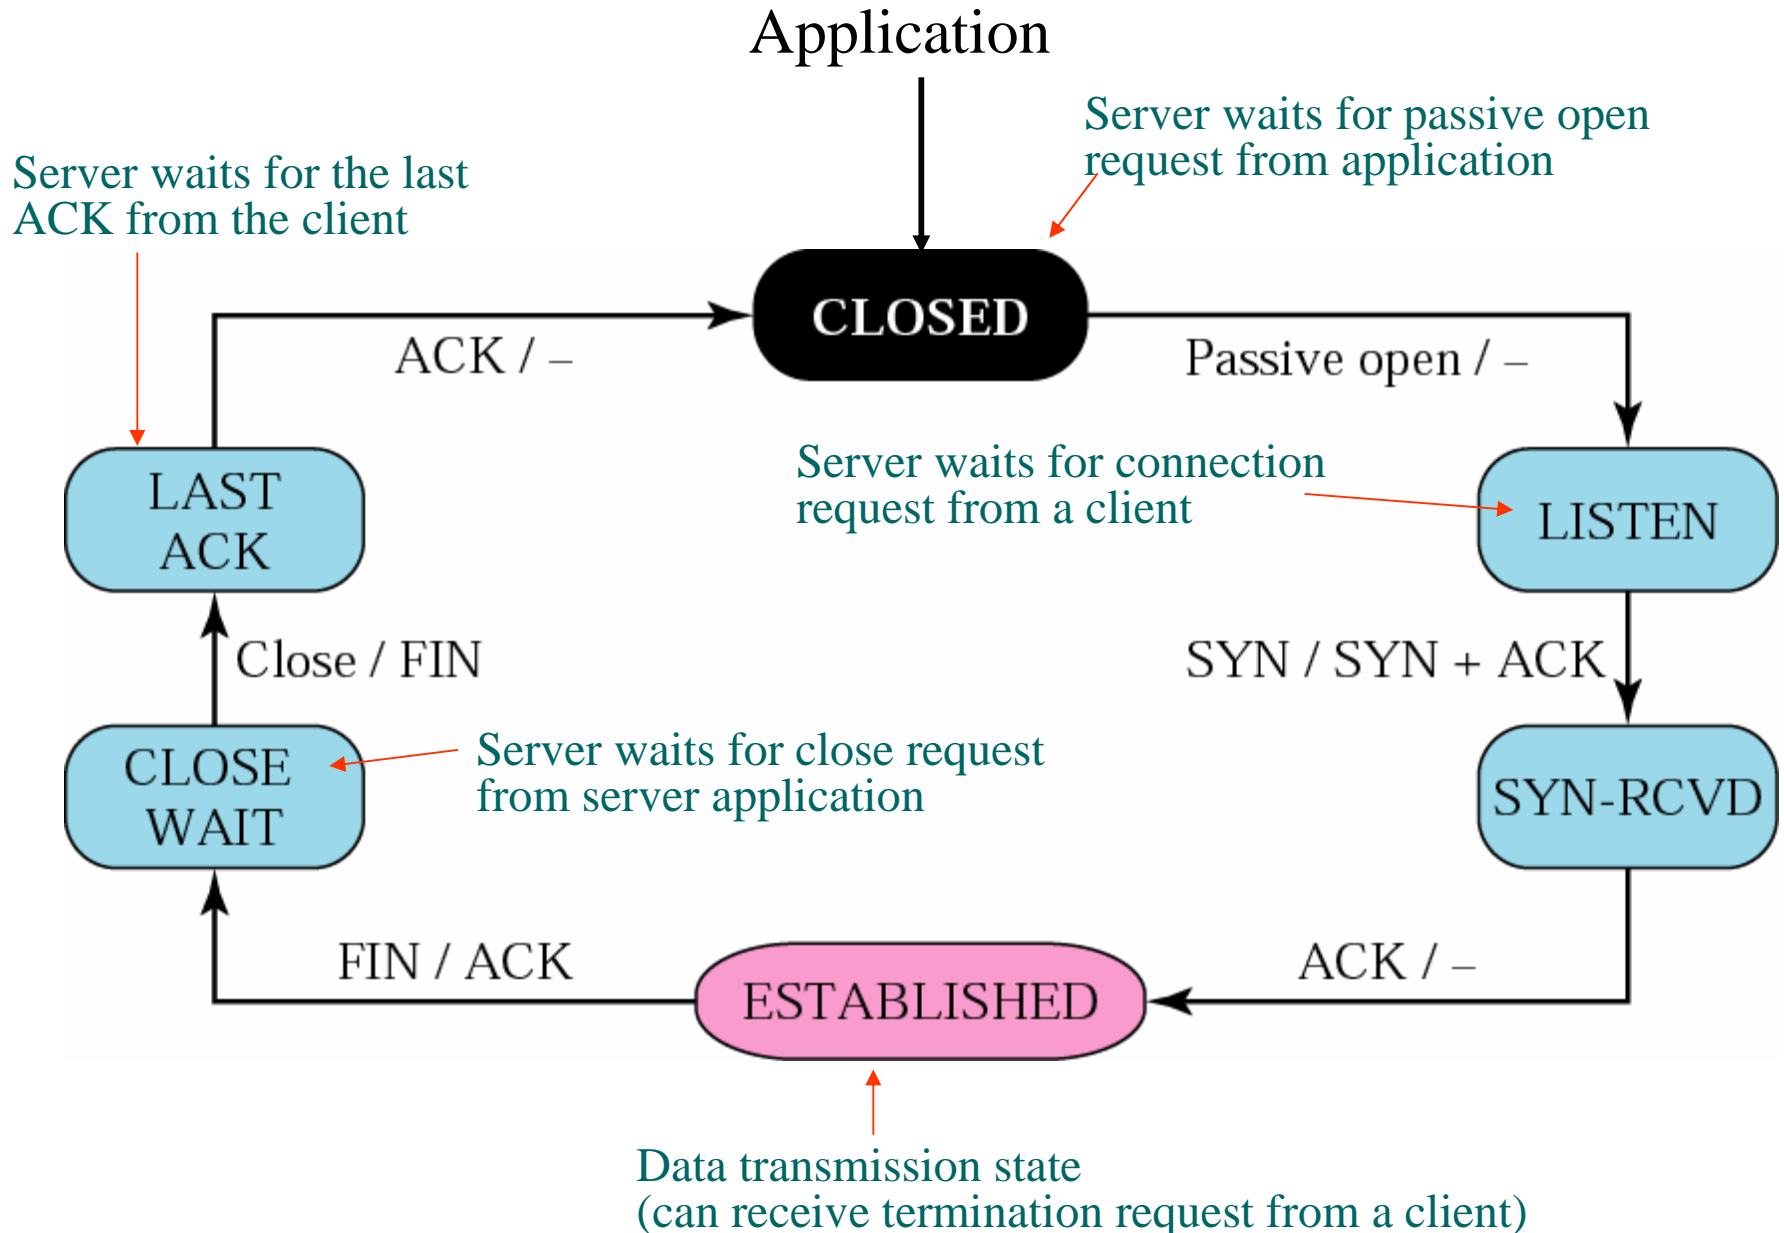 Application
Server waits for passive open
request from application
Server waits for the last
ACK from the client
CLOSED
ACK / –
Passive open / –
Server waits for connection
request from a client
LAST
ACK
LISTEN
Close / FIN
SYN / SYN + ACK
CLOSE
WAIT
Server waits for close request
from server application
SYN-RCVD
FIN / ACK
ESTABLISHED
ACK / –
Data transmission state
(can receive termination request from a client)